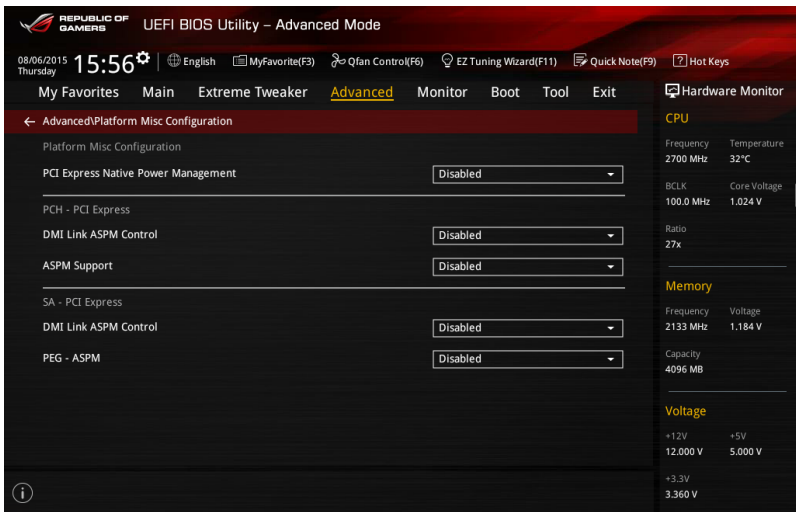 REPUBLIC OF
GAMERS
UEFI BIOS Utility – Advanced Mode
08/06/2015
Thursday
15:56
English
MyFavorite(F3)
Qfan Control(F6)
EZ Tuning Wizard(F11)
Quick Note(F9)
? Hot Keys
My Favorites Main Extreme Tweaker Advanced Monitor Boot Tool Exit
Hardware Monitor
← Advanced\Platform Misc Configuration
Platform Misc Configuration
PCI Express Native Power Management Disabled
PCH - PCI Express
DMI Link ASPM Control Disabled
ASPM Support Disabled
SA - PCI Express
DMI Link ASPM Control Disabled
PEG - ASPM Disabled
i
CPU
Frequency Temperature
2700 MHz 32°C
BCLK Core Voltage
100.0 MHz 1.024 V
Ratio
27x
Memory
Frequency Voltage
2133 MHz 1.184 V
Capacity
4096 MB
Voltage
+12V +5V
12.000 V 5.000 V
+3.3V
3.360 V